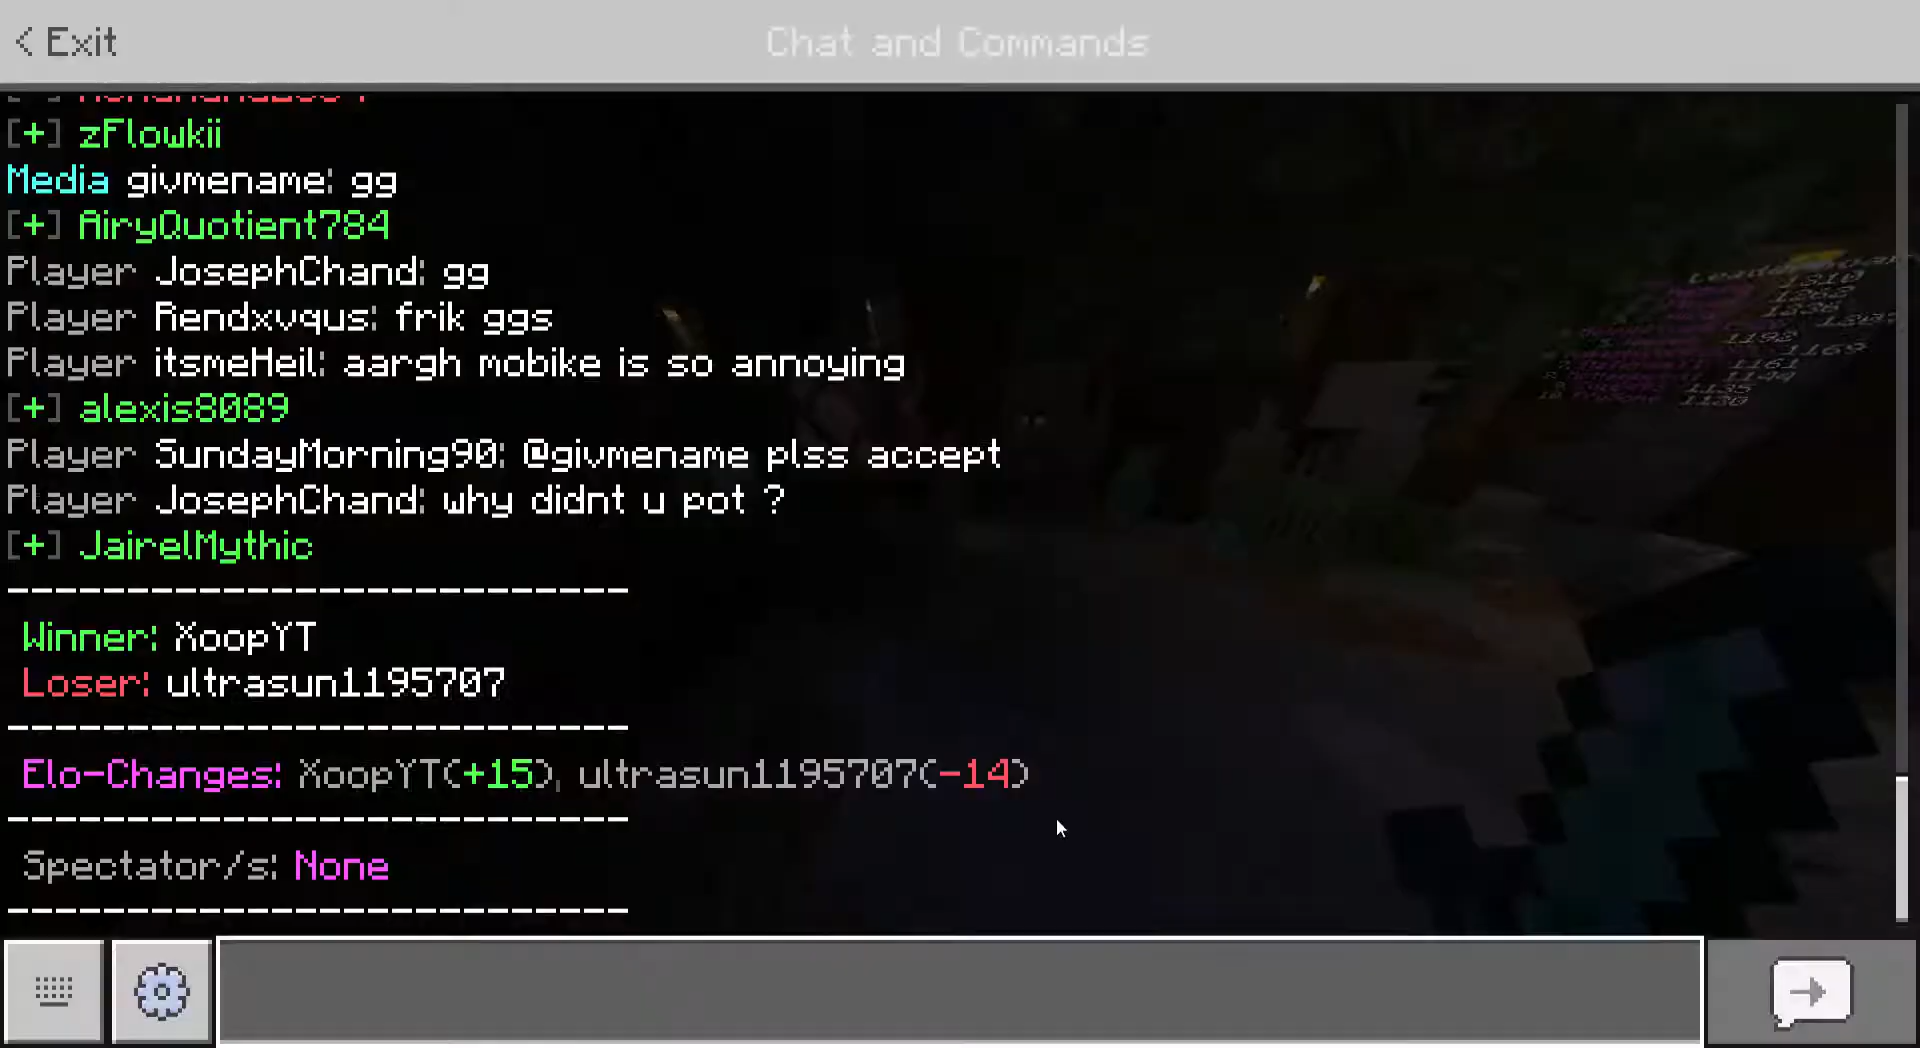 < Exit
Chat and Commands
[+] zFlowkii
Media givmename: gg
[+] AiryQuotient784
Player JosephChand: gg
Player Rendxvqus: frik ggs
Player itsmeHeil: aargh mobike is so annoying
[+] alexis8089
Player SundayMorning90: @givmename plss accept
Player JosephChand: why didnt u pot ?
[+] JairelMythic
--------------------------
Winner: XoopYT
Loser: ultrasun1195707
--------------------------
Elo-Changes: XoopYT(+15), ultrasun1195707(-14)
--------------------------
Spectator/s: None
--------------------------